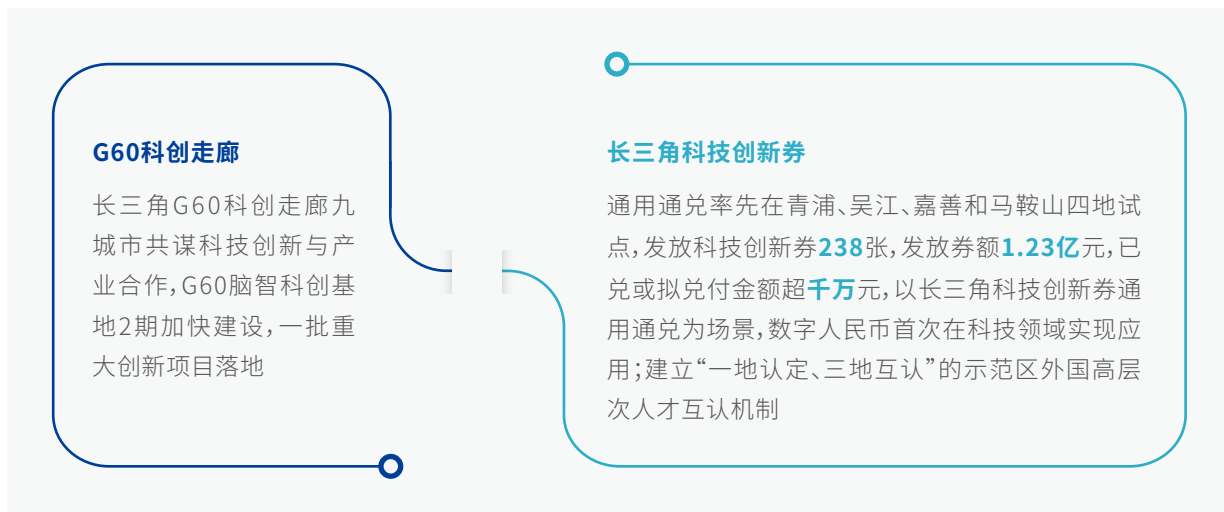 G60科创走廊
长三角G60科创走廊九
城市共谋科技创新与产
业合作，G60脑智科创基
地2期加快建设，一批重
大创新项目落地
长三角科技创新券
通用通兑率先在青浦、吴江、嘉善和马鞍山四地试
点，发放科技创新券238张，发放券额1.23亿元，已
兑或拟兑付金额超千万元，以长三角科技创新券通
用通兑为场景，数字人民币首次在科技领域实现应
用；建立“一地认定、三地互认”的示范区外国高层
次人才互认机制